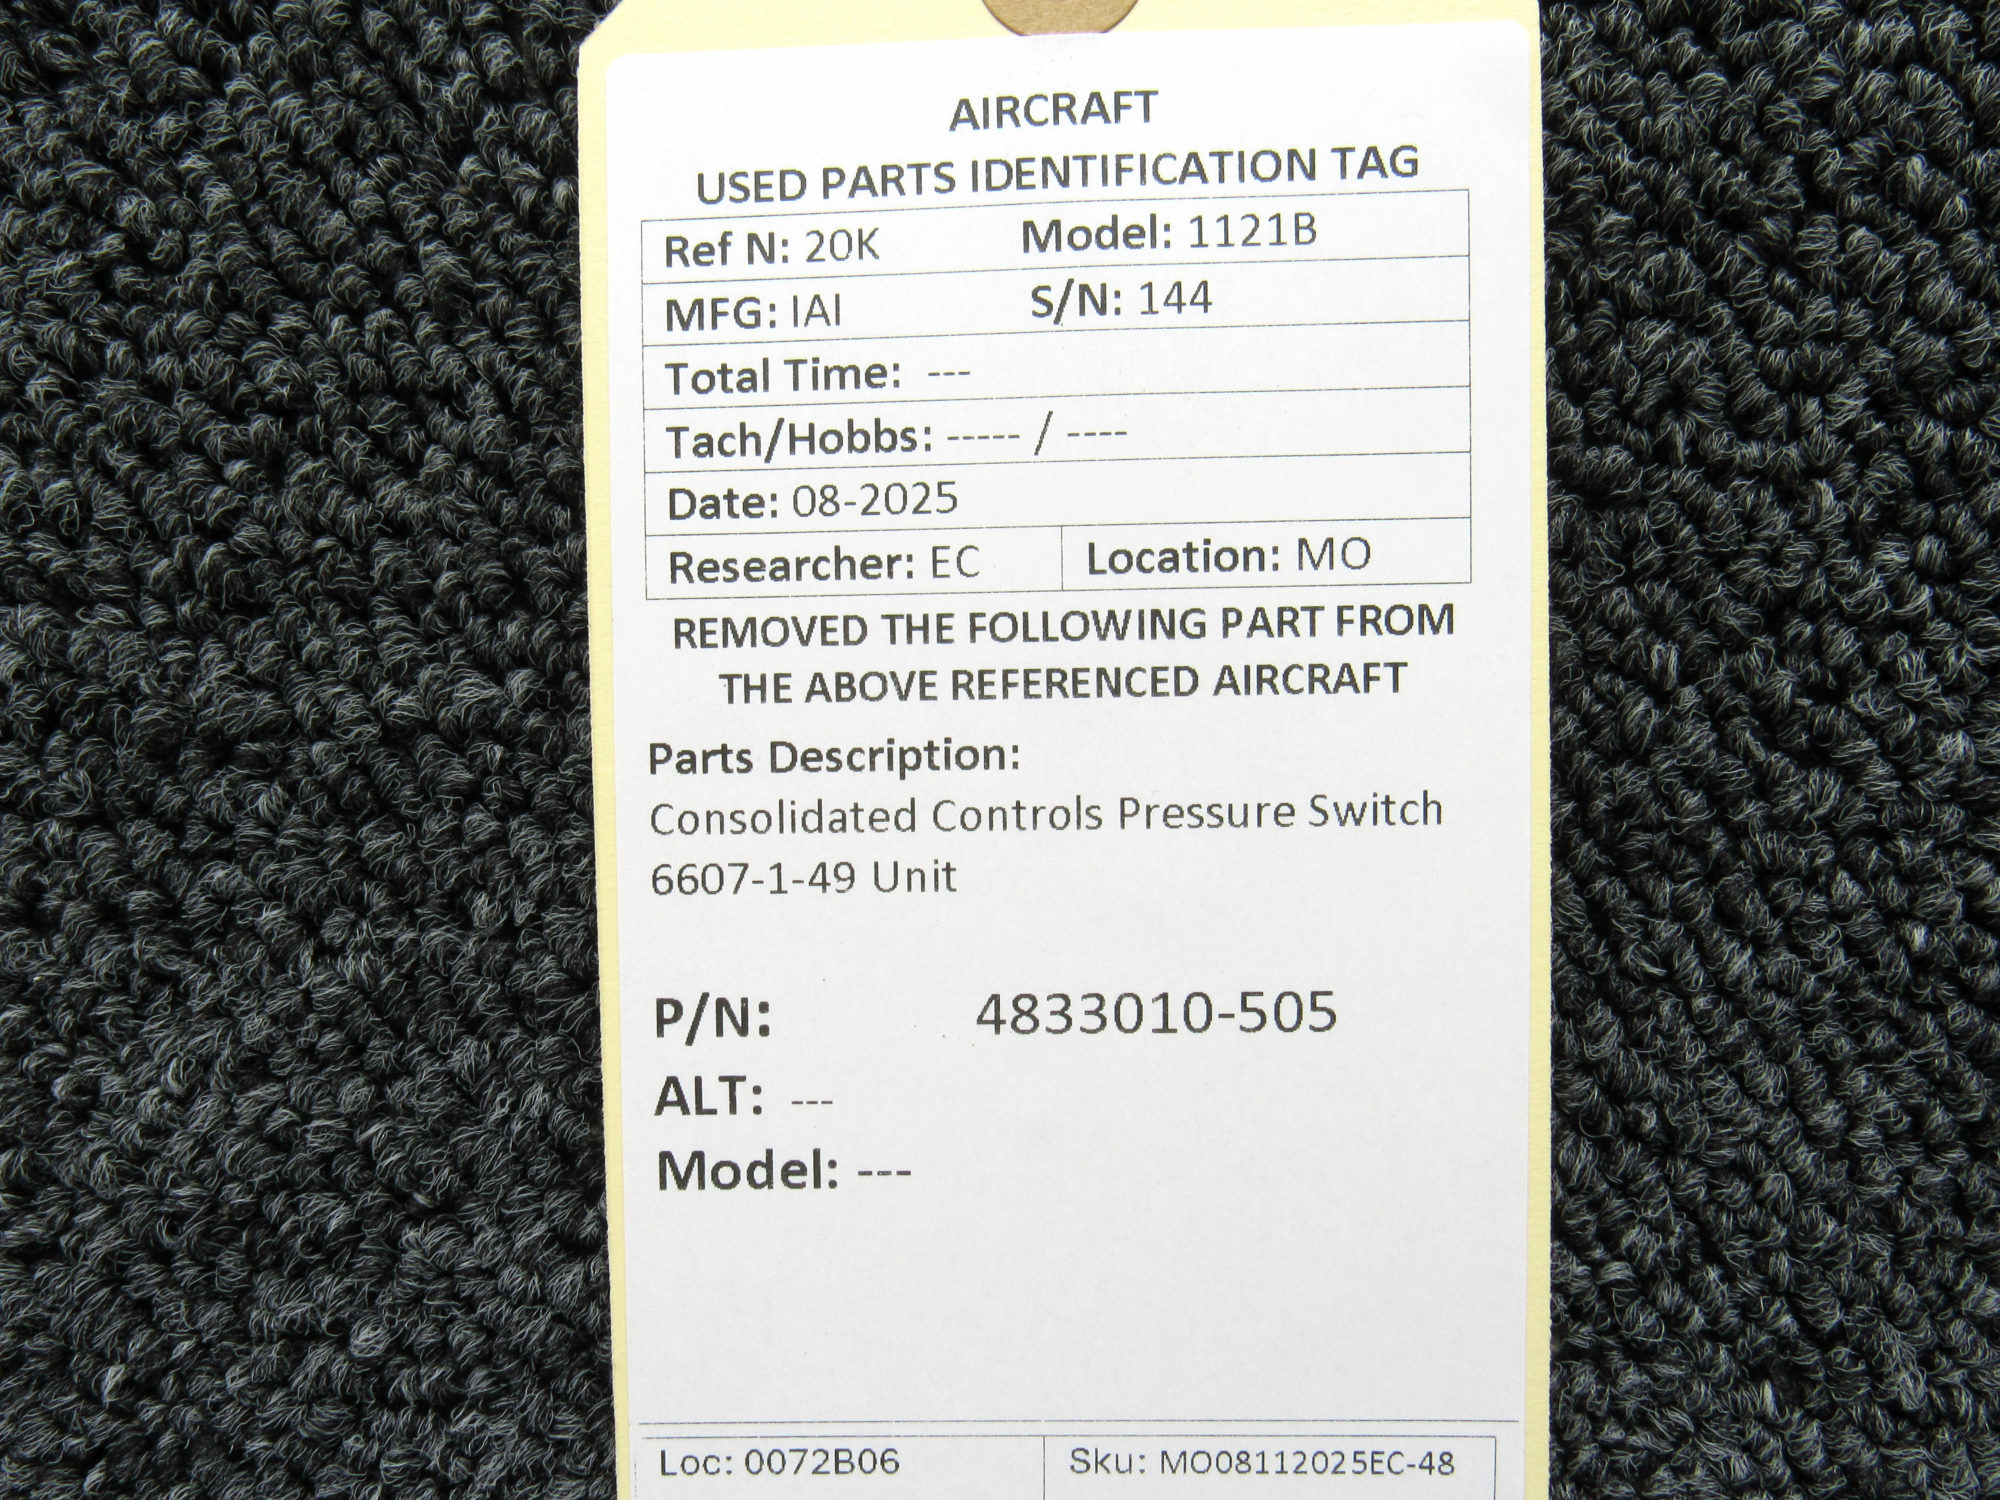 AIRCRAFT
USED PARTS IDENTIFICATION TAG
Ref N: 20K Model: 1121B
MFG: IAI S/N: 144
Total Time: ---
Tach/Hobbs: ----- / ----
Date: 08-2025
Researcher: EC Location: MO
REMOVED THE FOLLOWING PART FROM
THE ABOVE REFERENCED AIRCRAFT
Parts Description:
Consolidated Controls Pressure Switch
6607-1-49 Unit
P/N: 4833010-505
ALT: ---
Model: ---
Loc: 0072B06 Sku: MO08112025EC-48